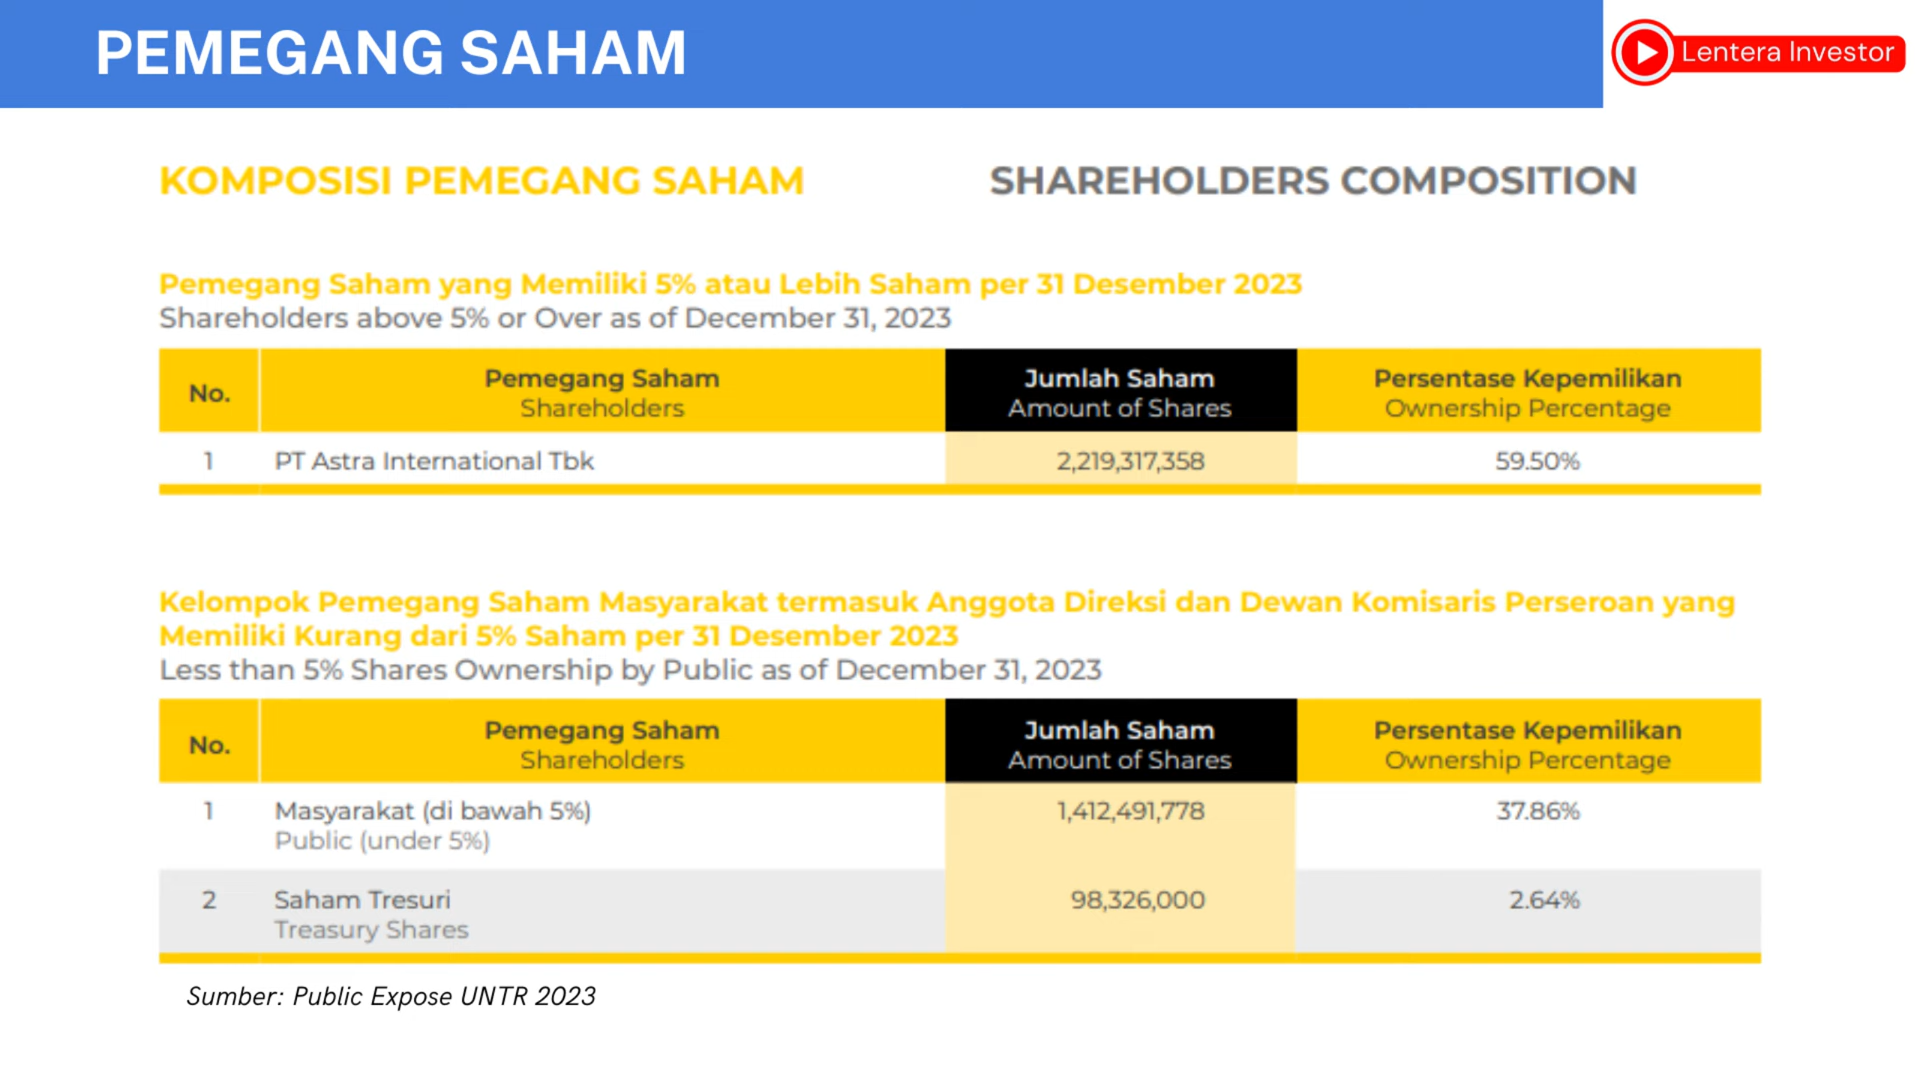 PEMEGANG SAHAM
Lentera Investor
KOMPOSISI PEMEGANG SAHAM
SHAREHOLDERS COMPOSITION
Pemegang Saham yang Memiliki 5% atau Lebih Saham per 31 Desember 2023
Shareholders above 5% or Over as of December 31, 2023
No.
Pemegang Saham
Shareholders
Jumlah Saham
Amount of Shares
Persentase Kepemilikan
Ownership Percentage
1 PT Astra International Tbk 2,219,317,358 59.50%
Kelompok Pemegang Saham Masyarakat termasuk Anggota Direksi dan Dewan Komisaris Perseroan yang
Memiliki Kurang dari 5% Saham per 31 Desember 2023
Less than 5% Shares Ownership by Public as of December 31, 2023
No.
Pemegang Saham
Shareholders
Jumlah Saham
Amount of Shares
Persentase Kepemilikan
Ownership Percentage
1 Masyarakat (di bawah 5%) 1,412,491,778 37.86%
Public (under 5%)
2 Saham Tresuri 98,326,000 2.64%
Treasury Shares
Sumber: Public Expose UNTR 2023